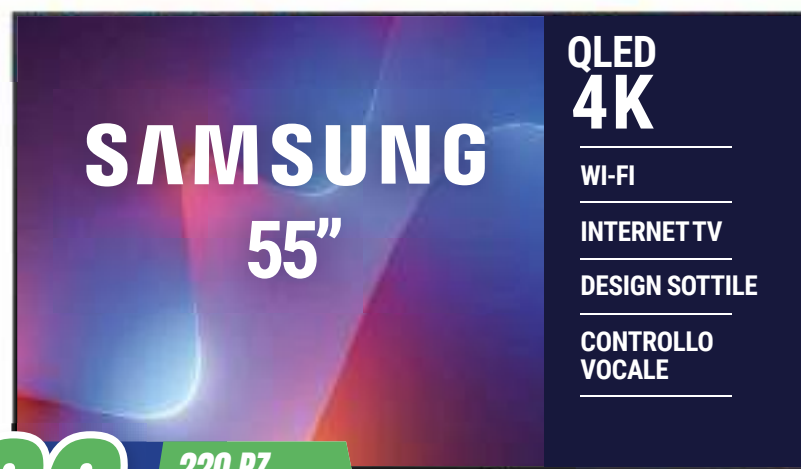 SAMSUNG
55”
QLED
4K
WI-FI
INTERNET TV
DESIGN SOTTILE
CONTROLLO
VOCALE